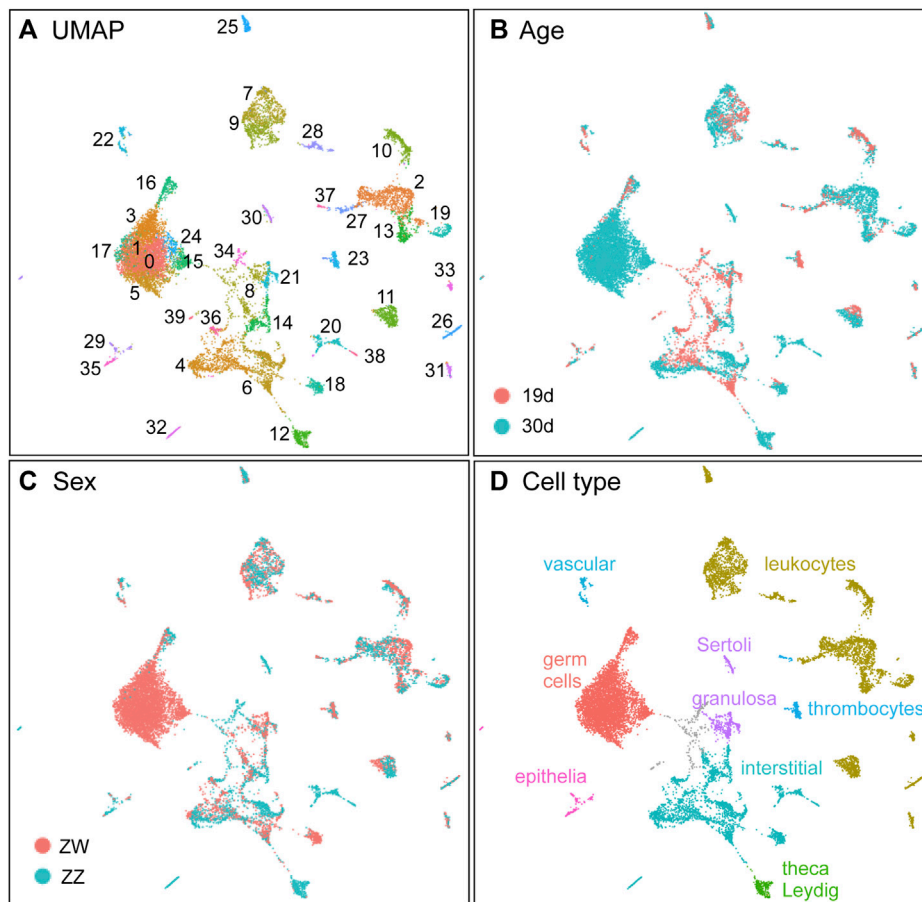 A UMAP
25
7
9
28
22
10
16
2
37
3
30
27
19
13
17
1
24
34
0
15
23
33
5
21
8
11
39
36
14
26
29
20
35
4
38
31
6
18
32
12
B Age
19d
30d
C Sex
ZW
ZZ
D Cell type
vascular
leukocytes
Sertoli
germ
cells
granulosa
thrombocytes
epithelia
interstitial
theca
Leydig